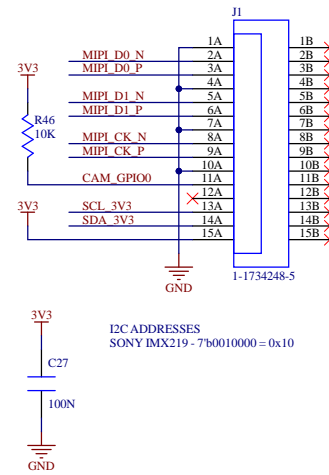 J1
1A 1B
MIPI_D0_N 2A 2B
MIPI_D0_P 3A 3B
3V3 4A 4B
MIPI_D1_N 5A 5B
MIPI_D1_P 6A 6B
R46 7A 7B
10K MIPI_CK_N 8A 8B
MIPI_CK_P 9A 9B
10A 10B
CAM_GPIO0 11A 11B
12A 12B
3V3 SCL_3V3 13A 13B
SDA_3V3 14A 14B
15A 15B
1-1734248-5
GND
3V3
I2C ADDRESSES
SONY IMX219 - 7'b0010000 = 0x10
C27
100N
GND